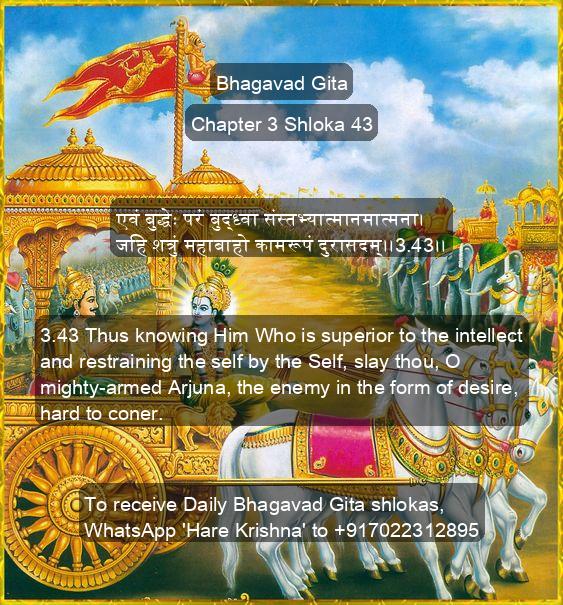 Bhagavad Gita
Chapter 3 Shloka 43
एवं बुद्धेः परं बुद्ध्वा संस्तभ्यात्मानमात्मना।
जहि शत्रुं महाबाहो कामरूपं दुरासदम्।।3.43।।
3.43 Thus knowing Him Who is superior to the intellect
and restraining the self by the Self, slay thou, O
mighty-armed Arjuna, the enemy in the form of desire,
hard to coner.
To receive Daily Bhagavad Gita shlokas,
WhatsApp 'Hare Krishna' to +917022312895